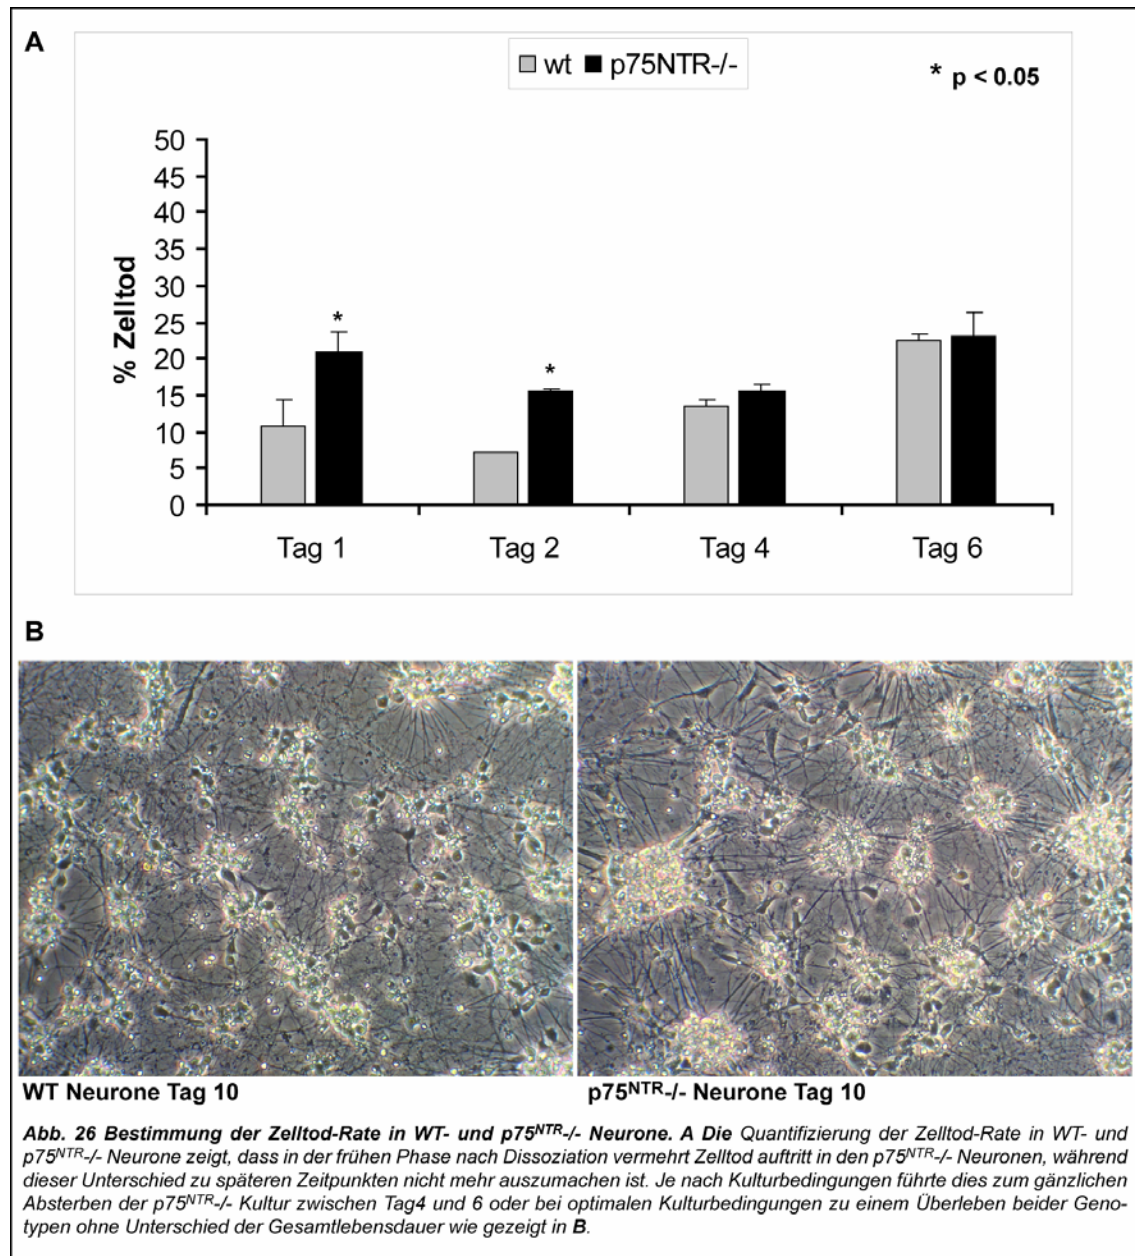 A
wt p75NTR-/-
* p < 0.05
50
45
40
35
30
25
20
15
10
5
0
% Zelltod
*
*
Tag 1 Tag 2 Tag 4 Tag 6
B
WT Neurone Tag 10 p75NTR-/- Neurone Tag 10
Abb. 26 Bestimmung der Zelltod-Rate in WT- und p75NTR-/- Neurone. A Die Quantifizierung der Zelltod-Rate in WT- und
p75NTR-/- Neurone zeigt, dass in der frühen Phase nach Dissoziation vermehrt Zelltod auftritt in den p75NTR-/- Neuronen, während
dieser Unterschied zu späteren Zeitpunkten nicht mehr auszumachen ist. Je nach Kulturbedingungen führte dies zum gänzlichen
Absterben der p75NTR-/- Kultur zwischen Tag4 und 6 oder bei optimalen Kulturbedingungen zu einem Überleben beider Geno-
typen ohne Unterschied der Gesamtlebensdauer wie gezeigt in B.